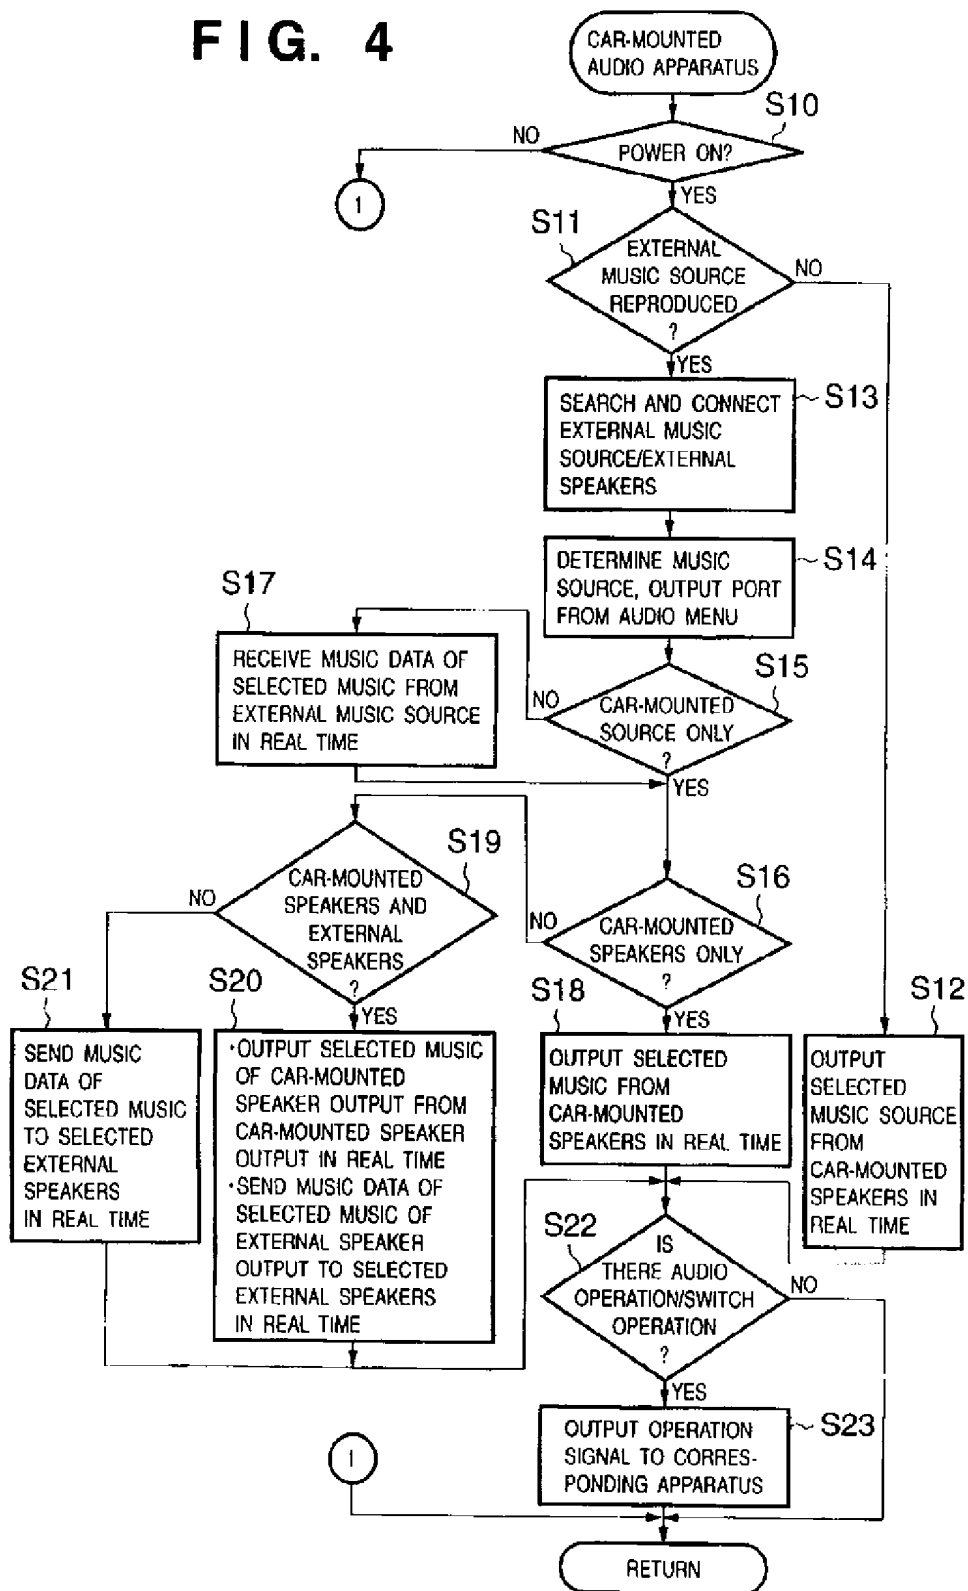 FIG. 4
CAR-MOUNTED
AUDIO APPARATUS
S10
NO
POWER ON?
1
YES
S11
EXTERNAL
MUSIC SOURCE
REPRODUCED
?
NO
YES
SEARCH AND CONNECT
EXTERNAL MUSIC
SOURCE/EXTERNAL
SPEAKERS
S13
DETERMINE MUSIC
SOURCE, OUTPUT PORT
FROM AUDIO MENU
S14
S17
RECEIVE MUSIC DATA OF
SELECTED MUSIC FROM
EXTERNAL MUSIC SOURCE
IN REAL TIME
S15
NO
CAR-MOUNTED
SOURCE ONLY
?
YES
S19
NO
CAR-MOUNTED
SPEAKERS AND
EXTERNAL
SPEAKERS
?
YES
S16
NO
CAR-MOUNTED
SPEAKERS ONLY
?
YES
S21
SEND MUSIC
DATA OF
SELECTED MUSIC
TO SELECTED
EXTERNAL
SPEAKERS
IN REAL TIME
S20
•OUTPUT SELECTED MUSIC
OF CAR-MOUNTED
SPEAKER OUTPUT FROM
CAR-MOUNTED SPEAKER
OUTPUT IN REAL TIME
•SEND MUSIC DATA OF
SELECTED MUSIC OF
EXTERNAL SPEAKER
OUTPUT TO SELECTED
EXTERNAL SPEAKERS
IN REAL TIME
S18
OUTPUT SELECTED
MUSIC FROM
CAR-MOUNTED
SPEAKERS IN REAL TIME
S12
OUTPUT
SELECTED
MUSIC SOURCE
FROM
CAR-MOUNTED
SPEAKERS IN
REAL TIME
S22
IS
THERE AUDIO
OPERATION/SWITCH
OPERATION
?
NO
YES
OUTPUT OPERATION
SIGNAL TO CORRES-
PONDING APPARATUS
S23
1
RETURN